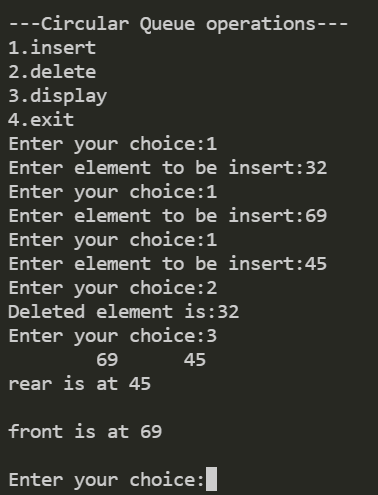 ---Circular Queue operations---
1.insert
2.delete
3.display
4.exit
Enter your choice:1
Enter element to be insert:32
Enter your choice:1
Enter element to be insert:69
Enter your choice:1
Enter element to be insert:45
Enter your choice:2
Deleted element is:32
Enter your choice:3
69 45
rear is at 45
front is at 69
Enter your choice: